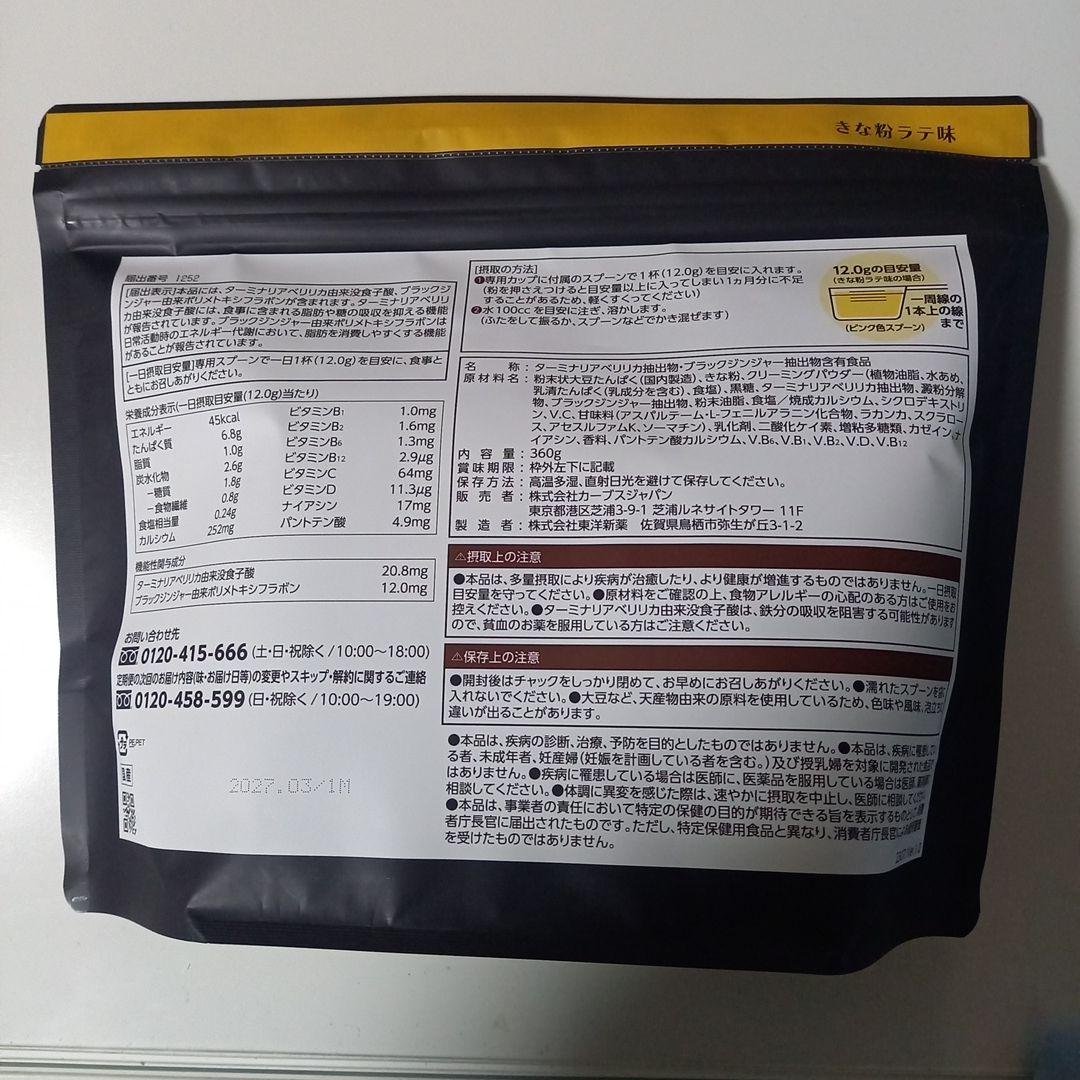 きな粉ラテ味
届出番号 I252
[届出表示]本品には、ターミナリアベリリカ由来没食子酸、ブラックジ
ンジャー由来ポリメトキシフラボンが含まれます。ターミナリアベリリ
カ由来没食子酸には、食事に含まれる脂肪や糖の吸収を抑える機能
が報告されています。ブラックジンジャー由来ポリメトキシフラボンは
日常活動時のエネルギー代謝において、脂肪を消費しやすくする機能
があることが報告されています。
[一日摂取目安量]専用スプーンで一日1杯(12.0g)を目安に、食事と
ともにお召しあがりください。
栄養成分表示(一日摂取目安量(12.0g)当たり)
エネルギー 45kcal
たんぱく質 6.8g
脂質 1.0g
炭水化物 2.6g
−糖質 1.8g
−食物繊維 0.8g
食塩相当量 0.24g
カルシウム 252mg
ビタミンB1 1.0mg
ビタミンB2 1.6mg
ビタミンB6 1.3mg
ビタミンB12 2.9μg
ビタミンC 64mg
ビタミンD 11.3μg
ナイアシン 17mg
パントテン酸 4.9mg
機能性関与成分
ターミナリアベリリカ由来没食子酸 20.8mg
ブラックジンジャー由来ポリメトキシフラボン 12.0mg
お問い合わせ先
0120-415-666 (土・日・祝除く/10:00〜18:00)
定期便の次回のお届け内容(味・お届け日等)の変更やスキップ・解約に関するご連絡
0120-458-599 (日・祝除く/10:00〜19:00)
プラ PE・PET
国産
2027.03/1M
[摂取の方法]
❶専用カップに付属のスプーンで1杯(12.0g)を目安に入れます。
(粉を押さえつけると目安量以上に入ってしまい1ヵ月分に不足
することがあるため、軽くすくってください)
❷水100ccを目安に注ぎ、溶かします。
(ふたをして振るか、スプーンなどでかき混ぜます)
12.0gの目安量
(きな粉ラテ味の場合)
一周線の
1本上の線
まで
(ピンク色スプーン)
名称:ターミナリアベリリカ抽出物・ブラックジンジャー抽出物含有食品
原材料名:粉末状大豆たんぱく(国内製造)、きな粉、クリーミングパウダー(植物油脂、水あめ、
乳清たんぱく(乳成分を含む)、食塩)、黒糖、ターミナリアベリリカ抽出物、澱粉分解
物、ブラックジンジャー抽出物、粉末油脂、食塩/焼成カルシウム、シクロデキストリ
ン、V.C、甘味料(アスパルテーム・L-フェニルアラニン化合物、ラカンカ、スクラロー
ス、アセスルファムK、ソーマチン)、乳化剤、二酸化ケイ素、増粘多糖類、カゼイン、ナ
イアシン、香料、パントテン酸カルシウム、V.B6、V.B1、V.B2、V.D、V.B12
内容量:360g
賞味期限:枠外左下に記載
保存方法:高温多湿、直射日光を避けて保存してください。
販売者:株式会社カーブスジャパン
東京都港区芝浦3-9-1 芝浦ルネサイトタワー 11F
製造者:株式会社東洋新薬 佐賀県鳥栖市弥生が丘3-1-2
⚠摂取上の注意
●本品は、多量摂取により疾病が治癒したり、より健康が増進するものではありません。一日摂取
目安量を守ってください。●原材料をご確認の上、食物アレルギーの心配のある方はご使用をお
控えください。●ターミナリアベリリカ由来没食子酸は、鉄分の吸収を阻害する可能性があります
ので、貧血のお薬を服用している方はご注意ください。
⚠保存上の注意
●開封後はチャックをしっかり閉めて、お早めにお召しあがりください。●濡れたスプーンを
入れないでください。●大豆など、天産物由来の原料を使用しているため、色味や風味、泡立ちに
違いが出ることがあります。
●本品は、疾病の診断、治療、予防を目的としたものではありません。●本品は、疾病に罹患してい
る者、未成年者、妊産婦(妊娠を計画している者を含む。)及び授乳婦を対象に開発された食品で
はありません。●疾病に罹患している場合は医師に、医薬品を服用している場合は医師、薬剤師に
相談してください。●体調に異変を感じた際は、速やかに摂取を中止し、医師に相談してください。
●本品は、事業者の責任において特定の保健の目的が期待できる旨を表示するものとして、消費
者庁長官に届出されたものです。ただし、特定保健用食品と異なり、消費者庁長官による個別審査
を受けたものではありません。